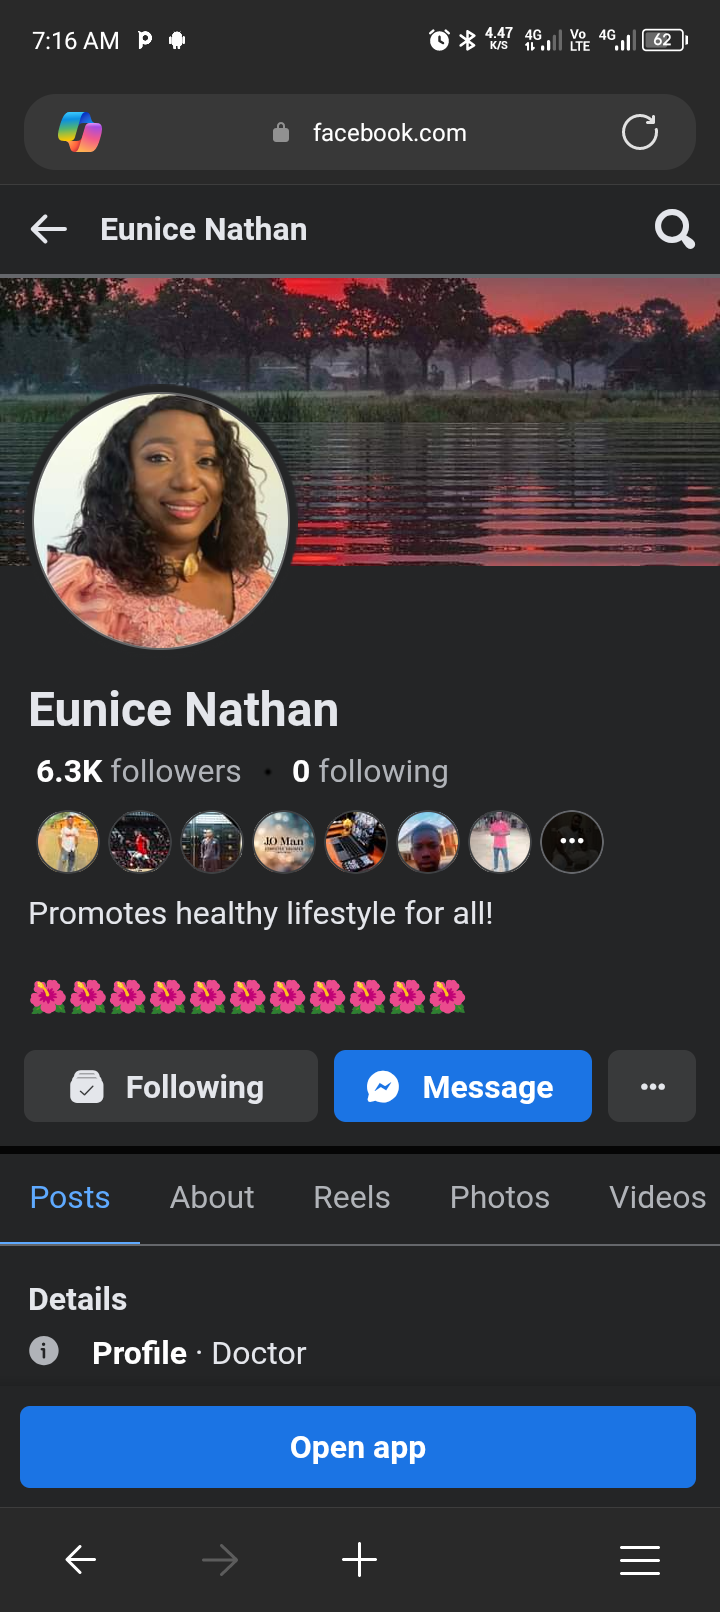 7:16 AM
4.47 K/S 4G Vo LTE 4G 62
facebook.com
Eunice Nathan
Eunice Nathan
6.3K followers · 0 following
J.O Man
Promotes healthy lifestyle for all!
🌺🌺🌺🌺🌺🌺🌺🌺🌺🌺🌺
Following
Message
Posts About Reels Photos Videos
Details
Profile · Doctor
Open app